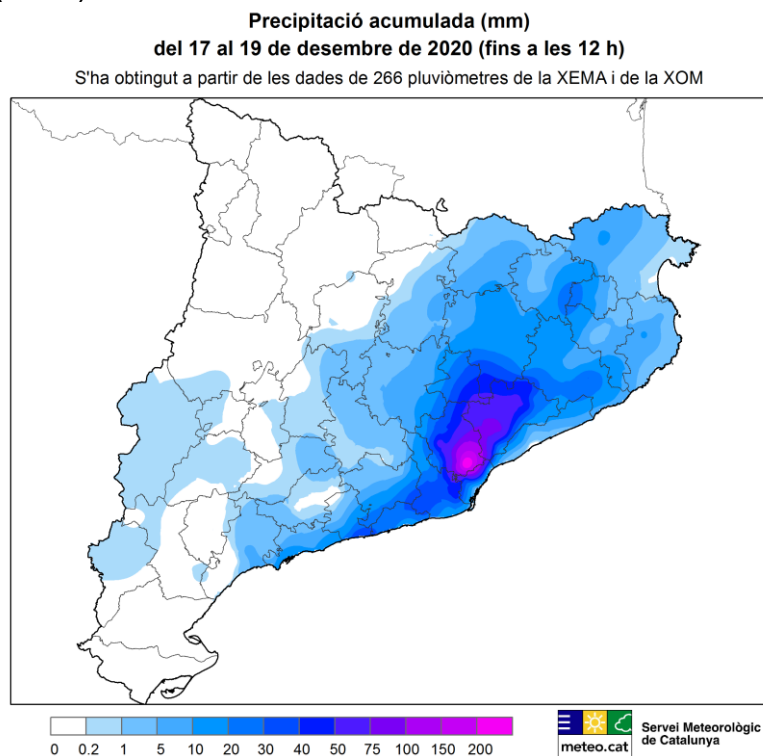 Precipitació acumulada (mm)
del 17 al 19 de desembre de 2020 (fins a les 12 h)
S'ha obtingut a partir de les dades de 266 pluviòmetres de la XEMA i de la XOM
0 0.2 1 5 10 20 30 40 50 75 100 150 200
meteo.cat
Servei Meteorològic
de Catalunya